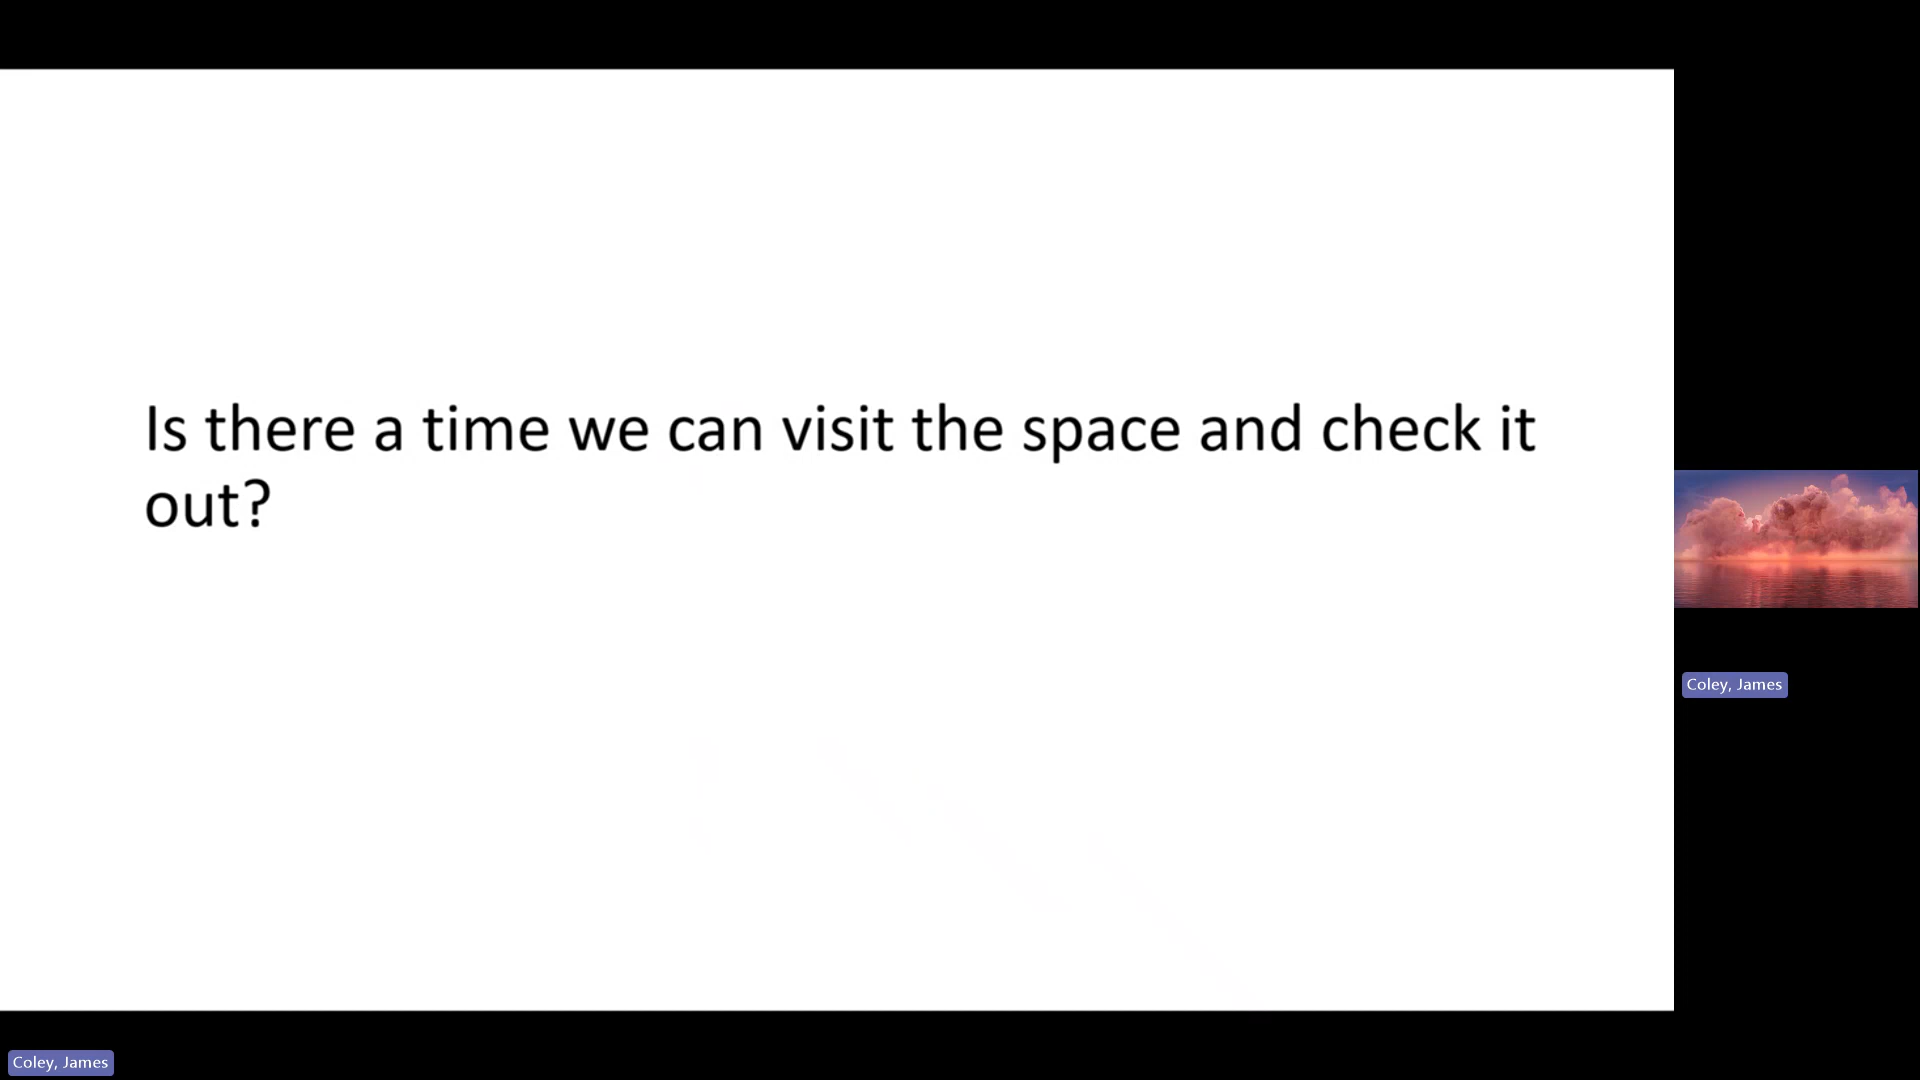 Is there a time we can visit the space and check it
out?
Coley, James
Coley, James